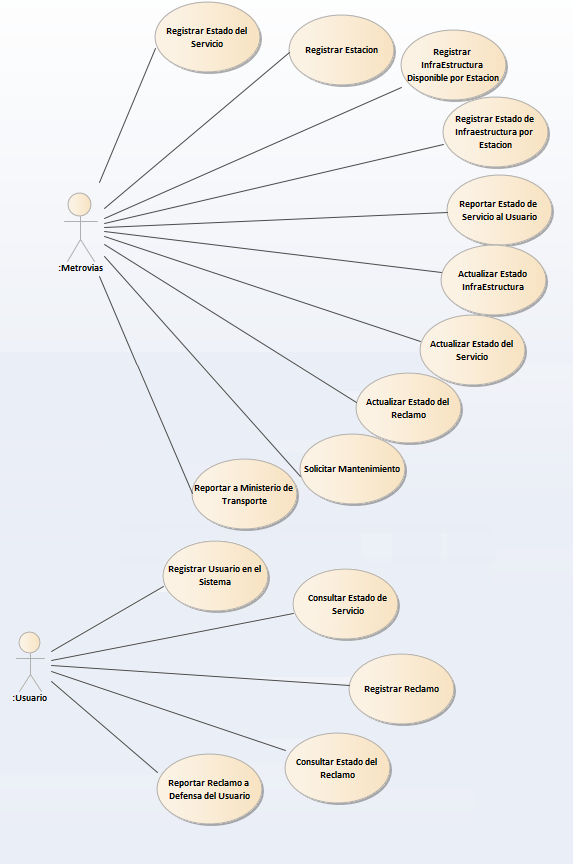 Registrar Estado del
Servicio
Registrar Estacion
Registrar
InfraEstructura
Disponible por Estacion
Registrar Estado de
Infraestructura por
Estacion
Reportar Estado de
Servicio al Usuario
:Metrovias
Actualizar Estado
InfraEstructura
Actualizar Estado del
Servicio
Actualizar Estado del
Reclamo
Solicitar Mantenimiento
Reportar a Ministerio de
Transporte
Registrar Usuario en el
Sistema
Consultar Estado de
Servicio
:Usuario
Registrar Reclamo
Consultar Estado del
Reclamo
Reportar Reclamo a
Defensa del Usuario